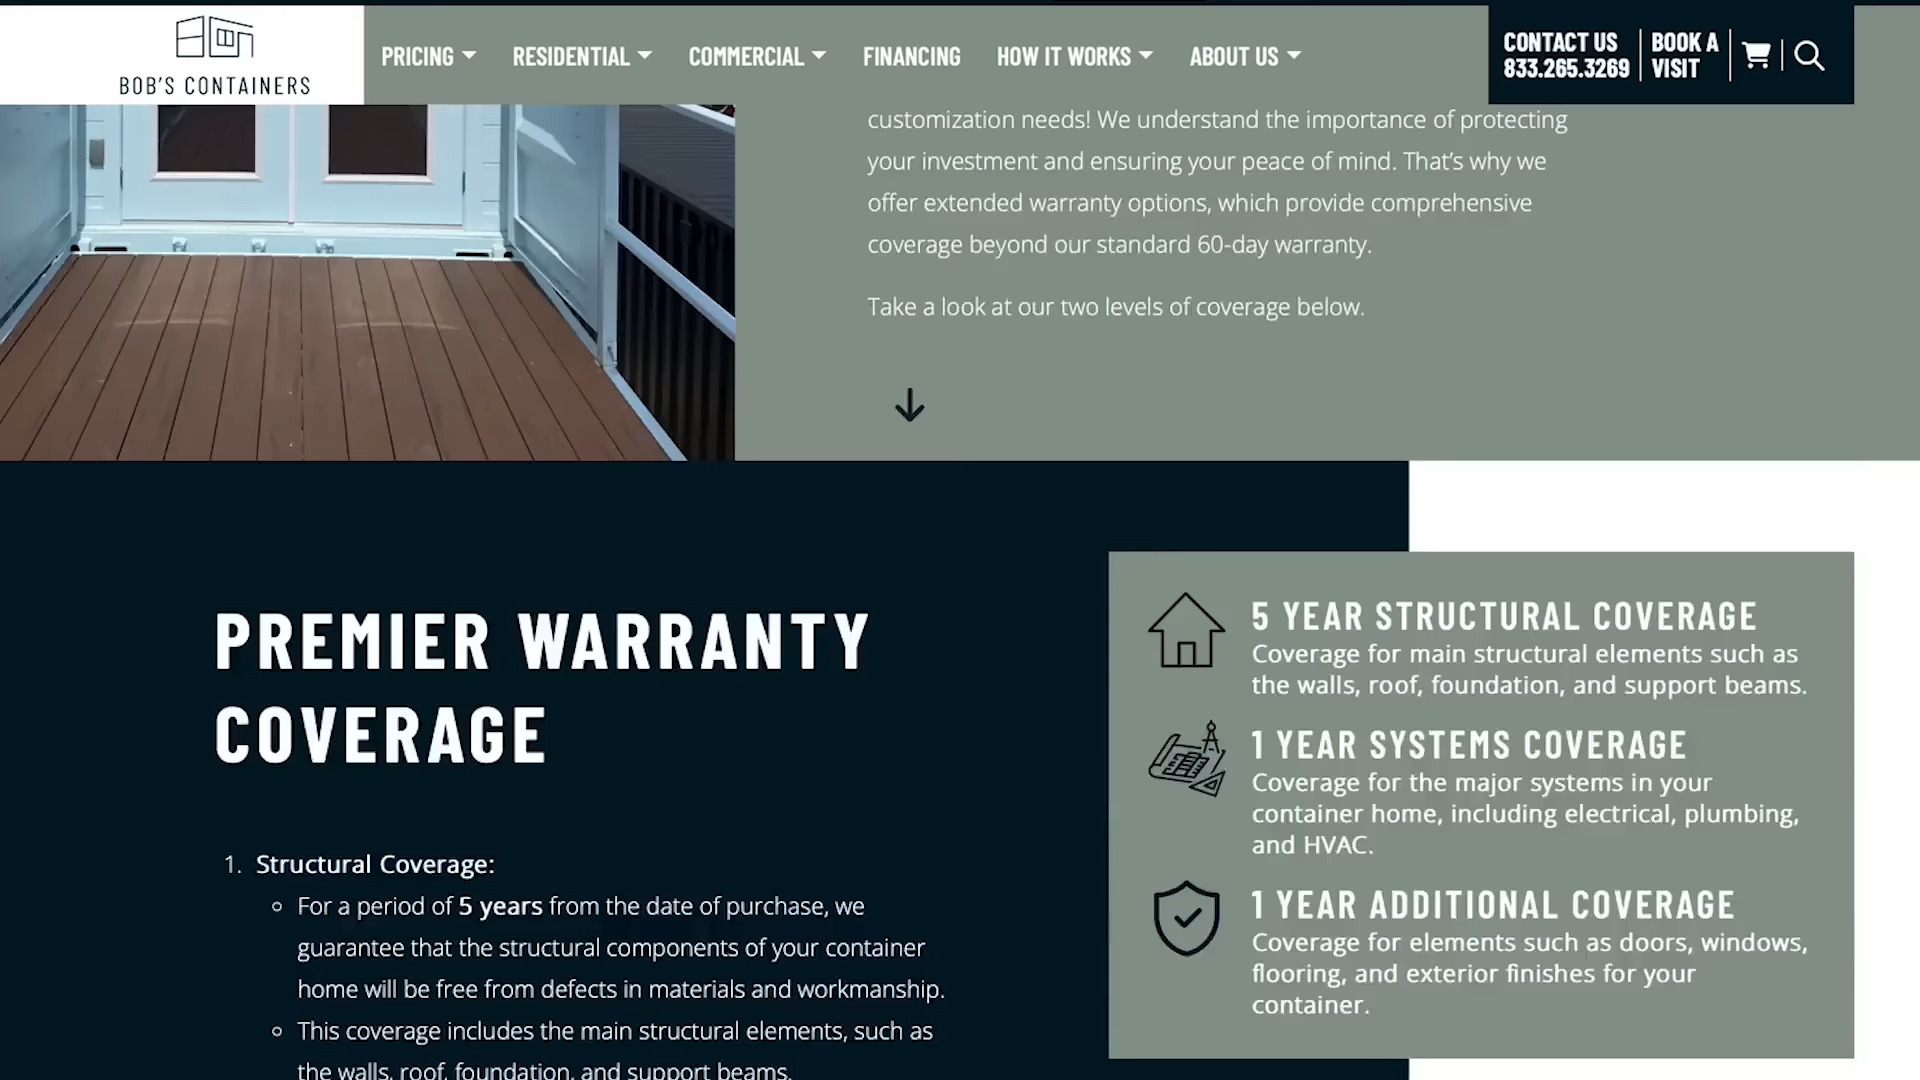 BOB'S CONTAINERS
PRICING
RESIDENTIAL
COMMERCIAL
FINANCING
HOW IT WORKS
ABOUT US
CONTACT US
833.265.3269
BOOK A
VISIT
customization needs! We understand the importance of protecting
your investment and ensuring your peace of mind. That's why we
offer extended warranty options, which provide comprehensive
coverage beyond our standard 60-day warranty.
Take a look at our two levels of coverage below.
PREMIER WARRANTY
COVERAGE
1. Structural Coverage:
For a period of 5 years from the date of purchase, we
guarantee that the structural components of your container
home will be free from defects in materials and workmanship.
This coverage includes the main structural elements, such as
the walls, roof, foundation, and support beams.
5 YEAR STRUCTURAL COVERAGE
Coverage for main structural elements such as
the walls, roof, foundation, and support beams.
1 YEAR SYSTEMS COVERAGE
Coverage for the major systems in your
container home, including electrical, plumbing,
and HVAC.
1 YEAR ADDITIONAL COVERAGE
Coverage for elements such as doors, windows,
flooring, and exterior finishes for your
container.